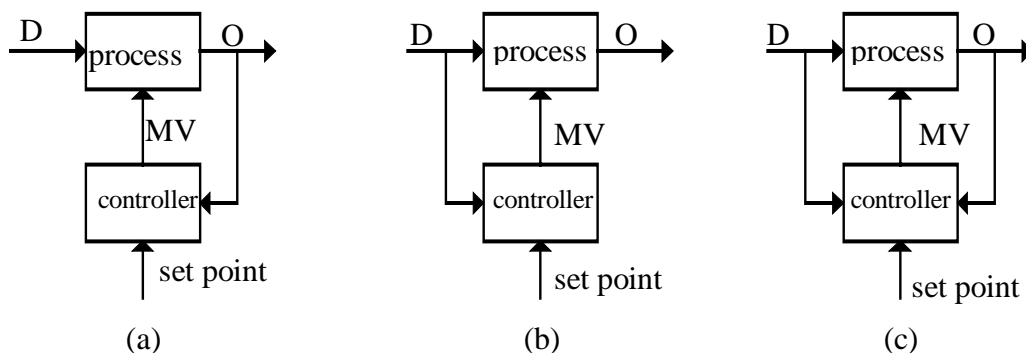 D
O
process
MV
controller
set point
(a)
D
O
process
MV
controller
set point
(b)
D
O
process
MV
controller
set point
(c)